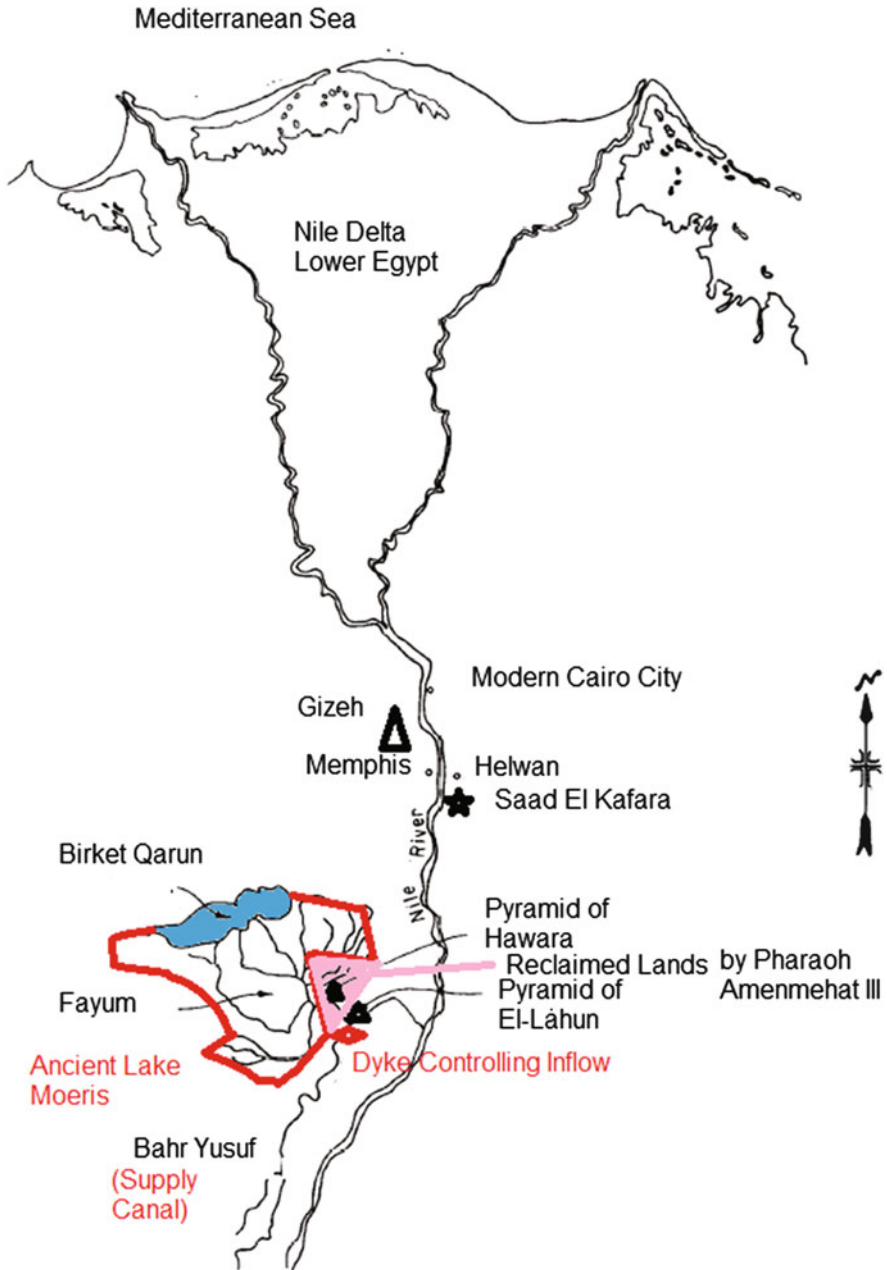 Mediterranean Sea
Nile Delta
Lower Egypt
Modern Cairo City
N
Gizeh
Memphis
Helwan
Saad El Kafara
Nile River
Birket Qarun
Pyramid of
Hawara
Reclaimed Lands by Pharaoh
Amenmehat III
Pyramid of
El-Láhun
Fayum
Ancient Lake
Moeris
Dyke Controlling Inflow
Bahr Yusuf
(Supply
Canal)